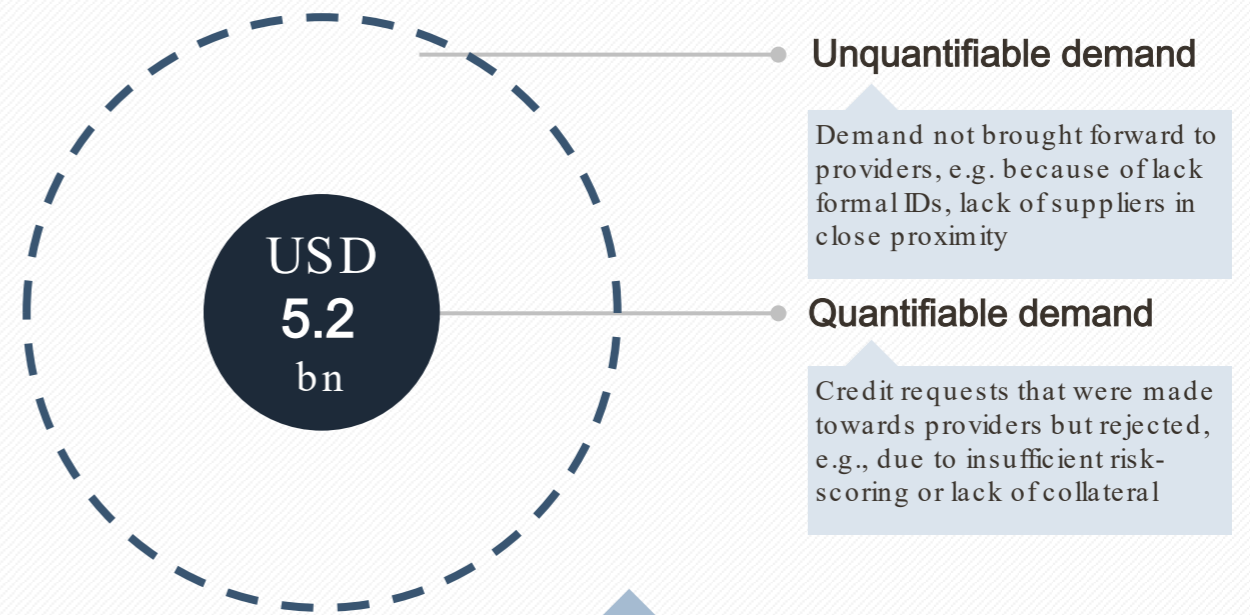 Unquantifiable demand
Demand not brought forward to
providers, e.g. because of lack
formal IDs, lack of suppliers in
close proximity
USD
5.2
bn
Quantifiable demand
Credit requests that were made
towards providers but rejected,
e.g., due to insufficient risk-
scoring or lack of collateral